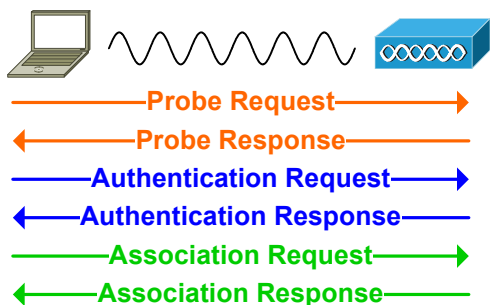 Probe Request
Probe Response
Authentication Request
Authentication Response
Association Request
Association Response